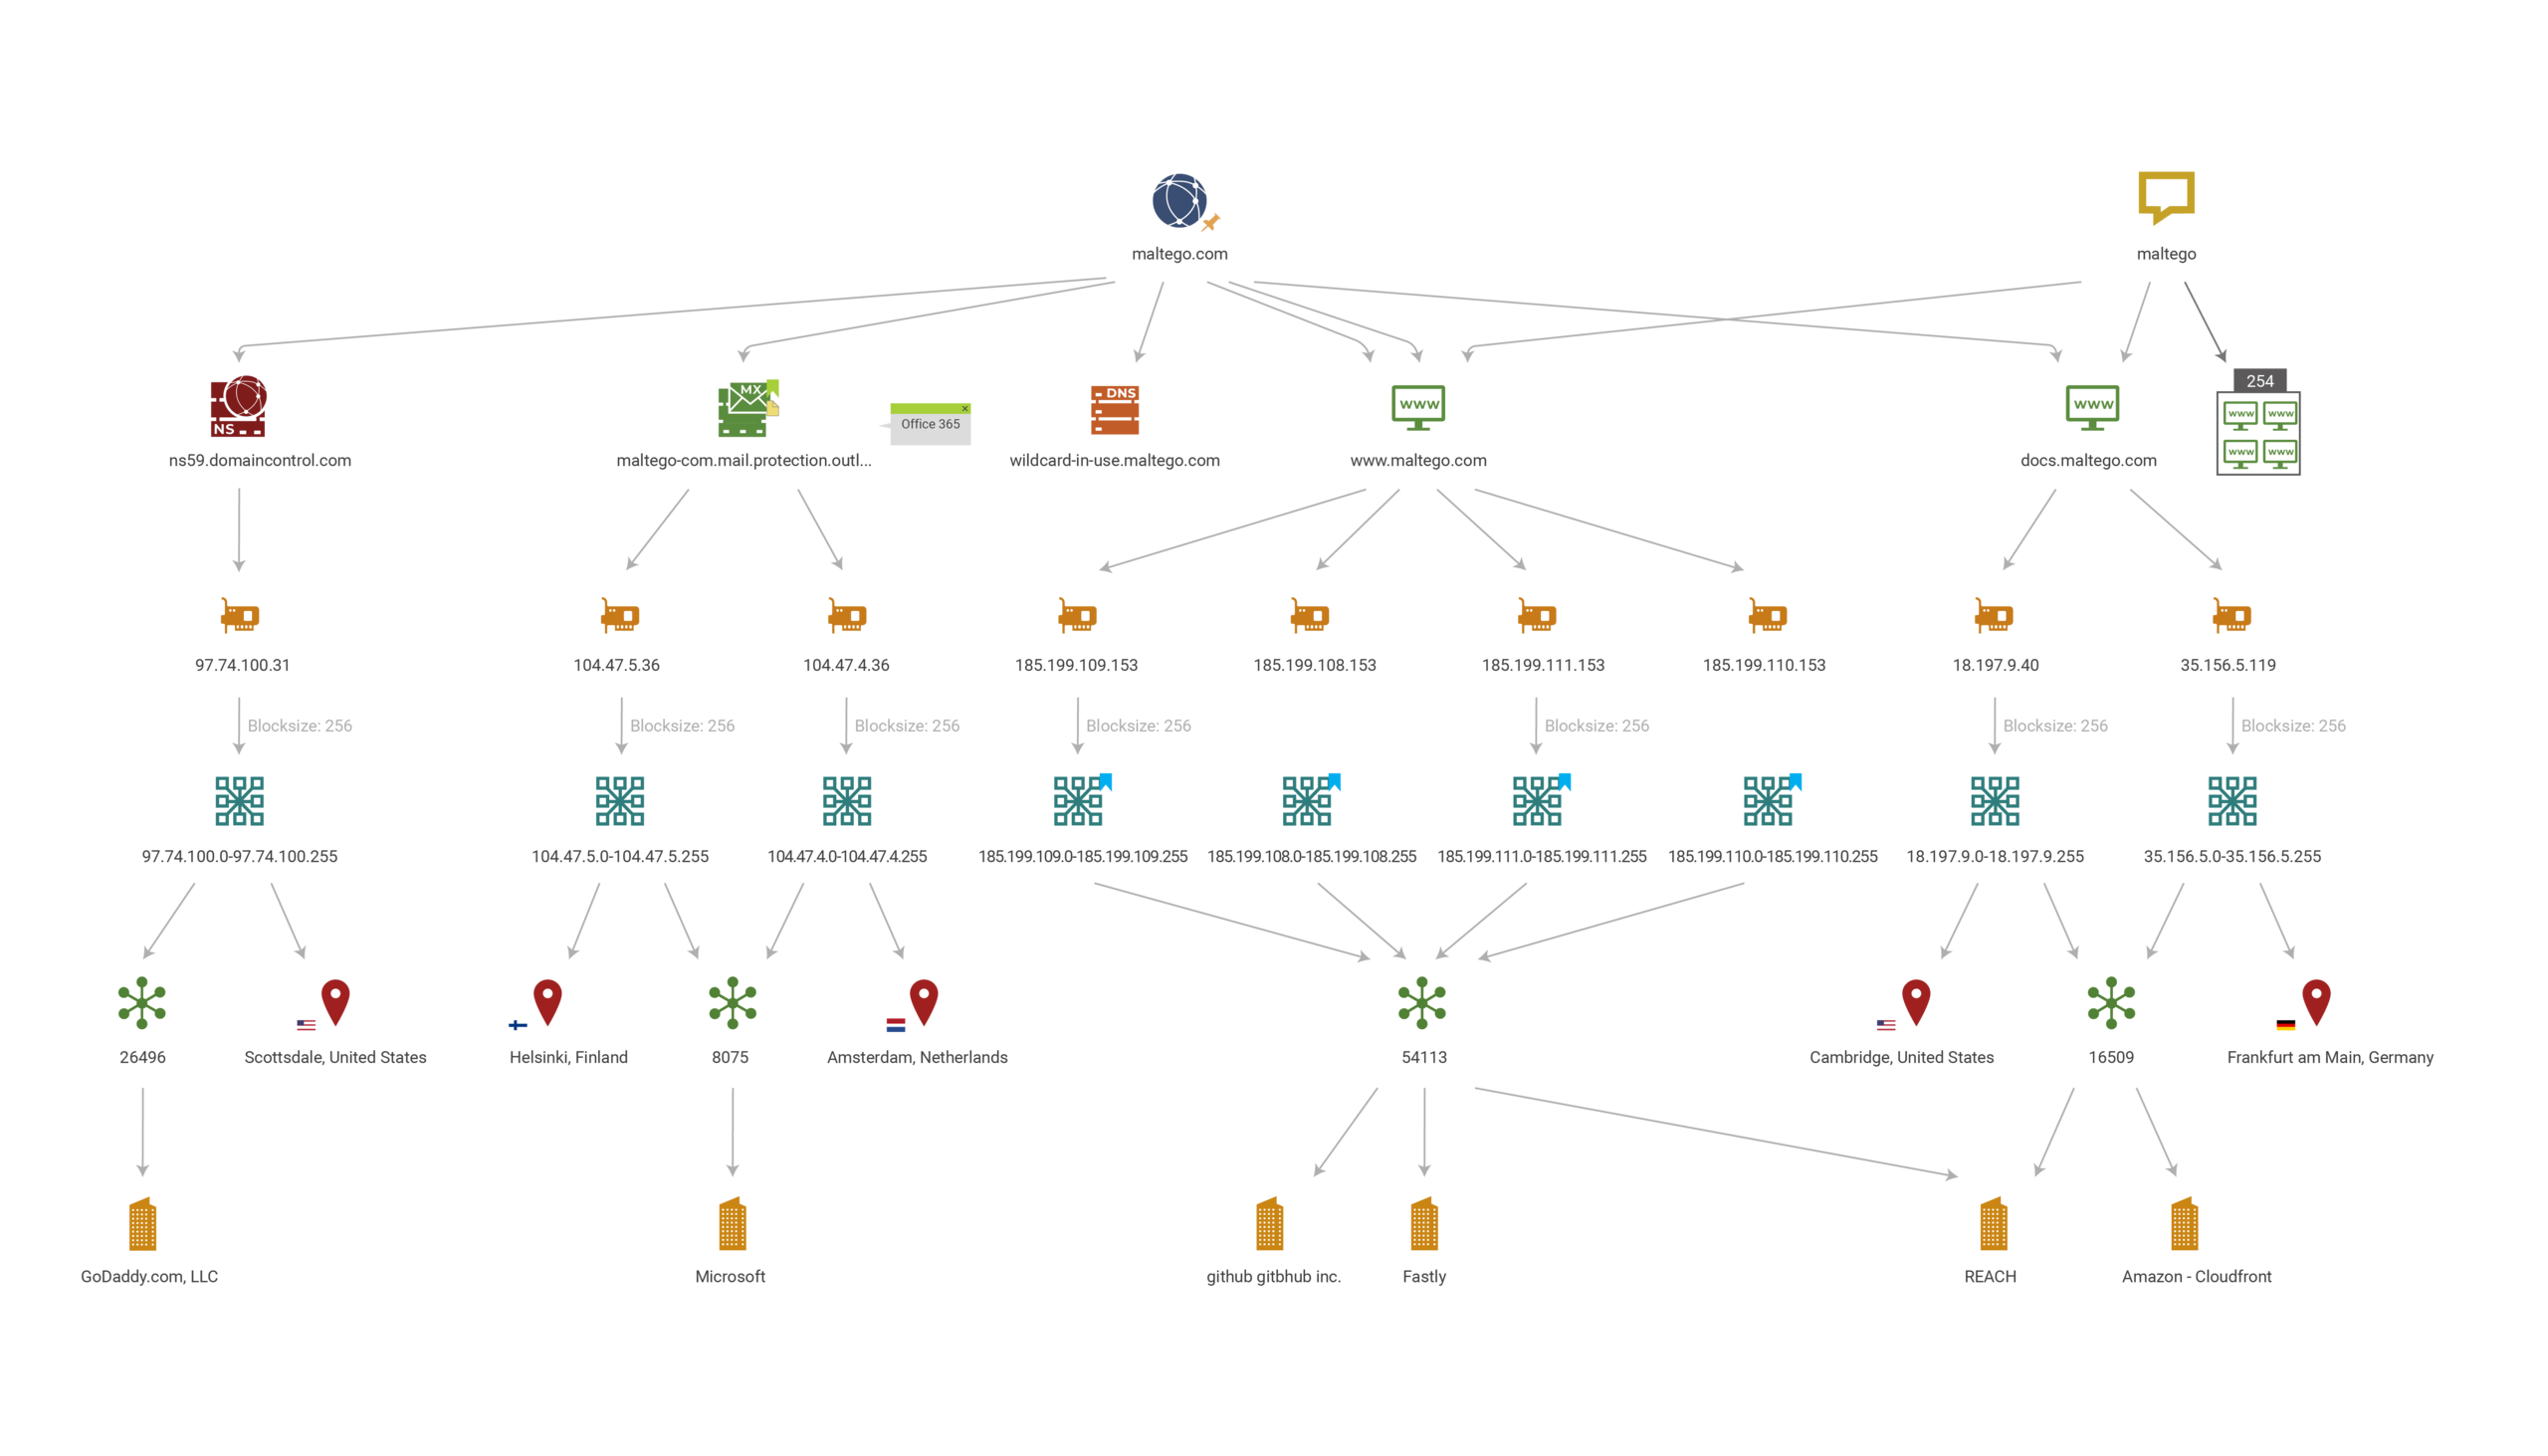 maltego.com
maltego
254
NS
MX
Office 365
DNS
www
www
www
www
www
www
ns59.domaincontrol.com
maltego-com.mail.protection.outl...
wildcard-in-use.maltego.com
www.maltego.com
docs.maltego.com
97.74.100.31
104.47.5.36
104.47.4.36
185.199.109.153
185.199.108.153
185.199.111.153
185.199.110.153
18.197.9.40
35.156.5.119
Blocksize: 256
Blocksize: 256
Blocksize: 256
Blocksize: 256
Blocksize: 256
Blocksize: 256
Blocksize: 256
97.74.100.0-97.74.100.255
104.47.5.0-104.47.5.255
104.47.4.0-104.47.4.255
185.199.109.0-185.199.109.255
185.199.108.0-185.199.108.255
185.199.111.0-185.199.111.255
185.199.110.0-185.199.110.255
18.197.9.0-18.197.9.255
35.156.5.0-35.156.5.255
26496
Scottsdale, United States
Helsinki, Finland
8075
Amsterdam, Netherlands
54113
Cambridge, United States
16509
Frankfurt am Main, Germany
GoDaddy.com, LLC
Microsoft
github gitbhub inc.
Fastly
REACH
Amazon - Cloudfront